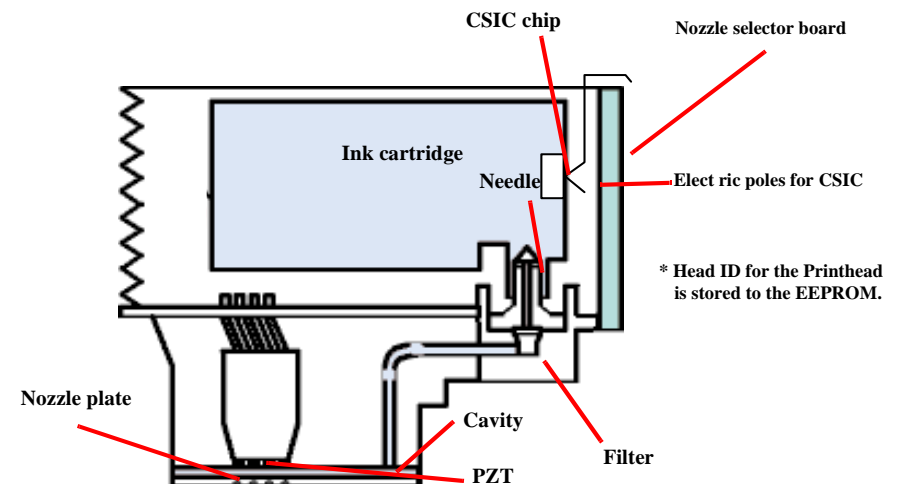 CSIC chip
Nozzle selector board
Ink cartridge
Needle
Elect ric poles for CSIC
* Head ID for the Printhead
is stored to the EEPROM.
Nozzle plate
Cavity
Filter
PZT